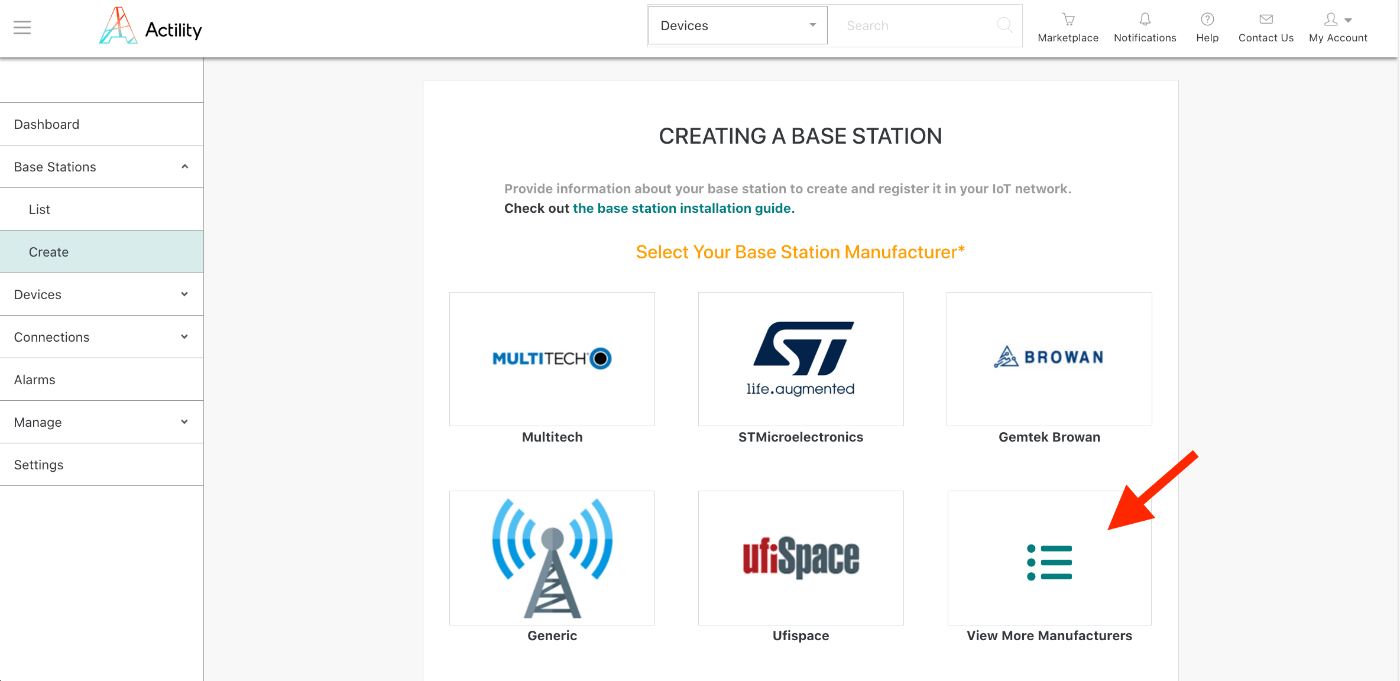 Actility
Devices
Search
Marketplace
Notifications
Help
Contact Us
My Account
Dashboard
Base Stations
List
Create
Devices
Connections
Alarms
Manage
Settings
CREATING A BASE STATION
Provide information about your base station to create and register it in your IoT network.
Check out the base station installation guide.
Select Your Base Station Manufacturer*
MULTITECH
ST
life.augmented
BROWAN
Multitech
STMicroelectronics
Gemtek Browan
ufiSpace
Generic
Ufispace
View More Manufacturers